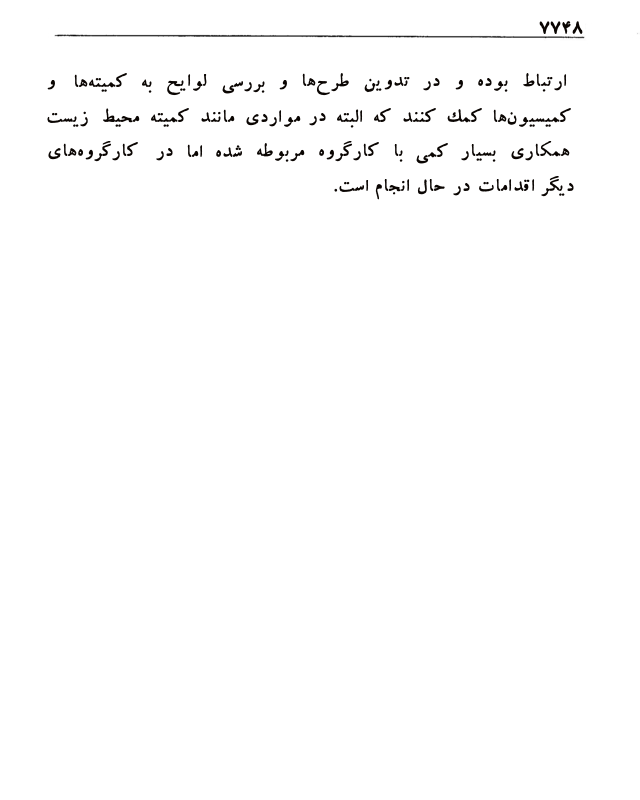 ۷۷۴۸
ارتباط بوده و در تدوین طرح‌ها و بررسی لوایح به کمیته‌ها و
کمیسیون‌ها کمك کنند که البته در مواردی مانند کمیته محیط زیست
همکاری بسیار کمی با کارگروه مربوطه شده اما در کارگروه‌های
دیگر اقدامات در حال انجام است.